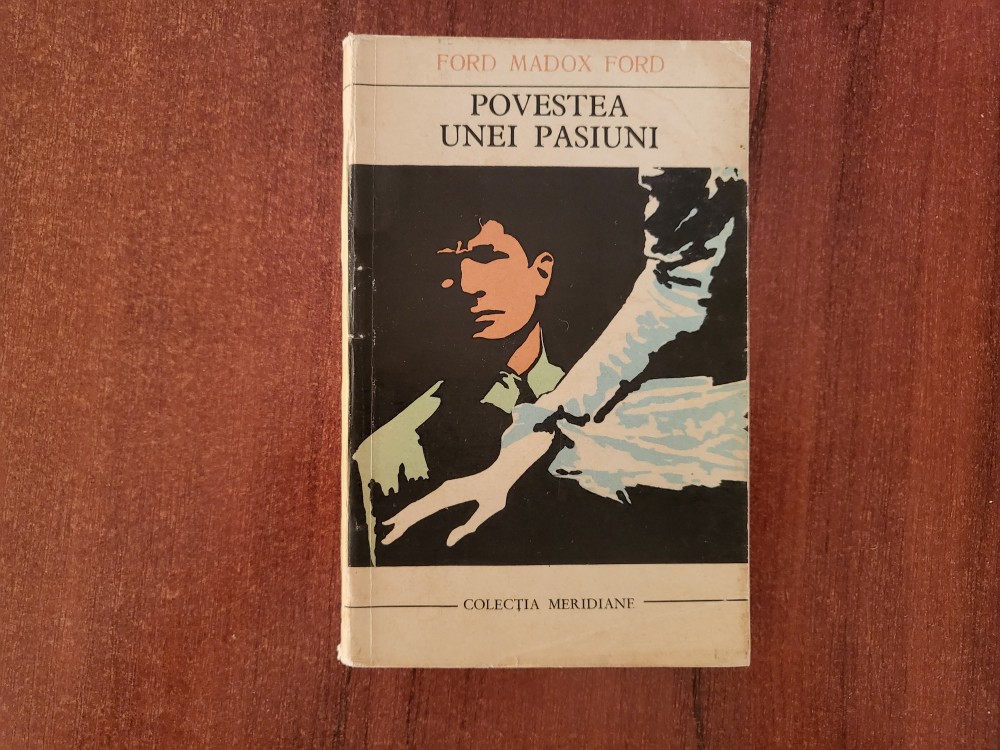 FORD MADOX FORD
POVESTEA
UNEI PASIUNI
COLECȚIA MERIDIANE